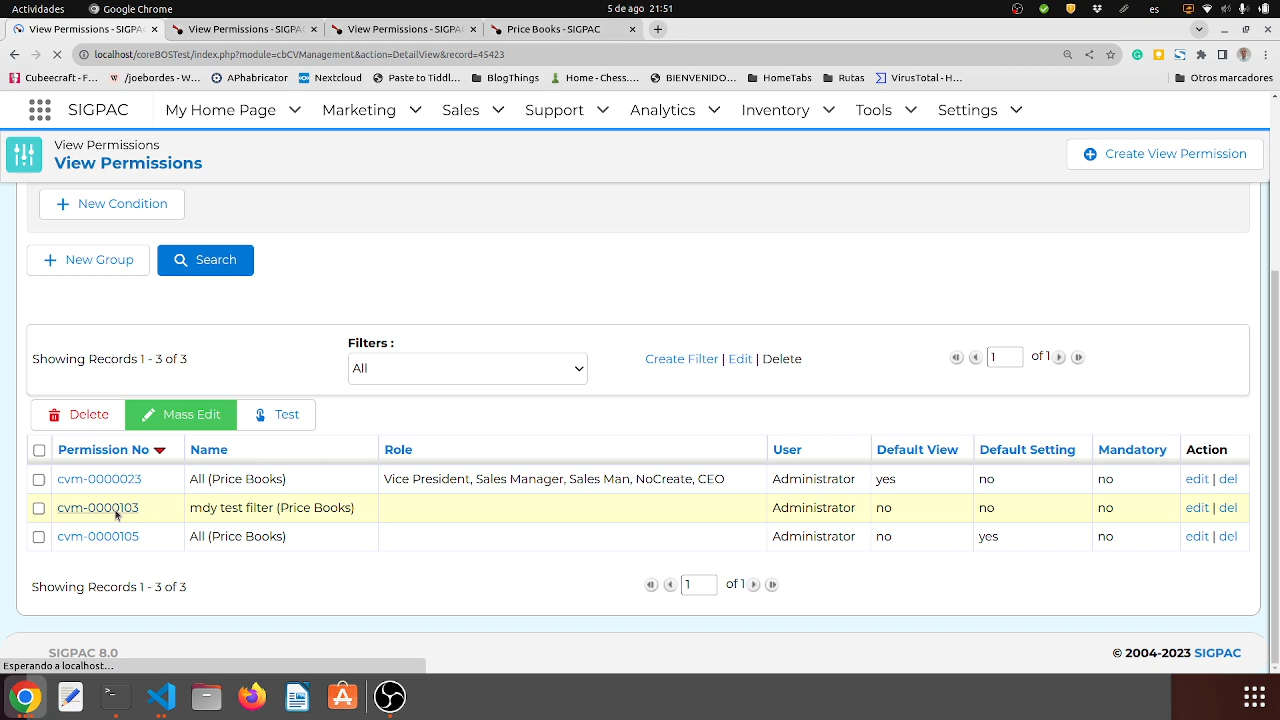 Actividades Google Chrome 5 de ago 21:51 es
View Permissions - SIGPAC × View Permissions - SIGPA × View Permissions - SIGPA × Price Books - SIGPAC ×
localhost/coreBOSTest/index.php?module=cbCVManagement&action=DetailView&record=45423
Cubecraft - F... /joebordes - W... APhabricator Nextcloud Paste to Tiddl... BlogThings Home - Chess.... BIENVENIDO... HomeTabs Rutas VirusTotal - H... Otros marcadores
SIGPAC My Home Page Marketing Sales Support Analytics Inventory Tools Settings
View Permissions
View Permissions
Create View Permission
+ New Condition
+ New Group Search
Filters :
Showing Records 1 - 3 of 3 All Create Filter | Edit | Delete 1 of 1
Delete Mass Edit Test
Permission No Name Role User Default View Default Setting Mandatory Action
cvm-0000023 All (Price Books) Vice President, Sales Manager, Sales Man, NoCreate, CEO Administrator yes no no edit | del
cvm-0000103 mdy test filter (Price Books) Administrator no no no edit | del
cvm-0000105 All (Price Books) Administrator no yes no edit | del
Showing Records 1 - 3 of 3 1 of 1
SIGPAC 8.0 © 2004-2023 SIGPAC
Esperando a localhost...